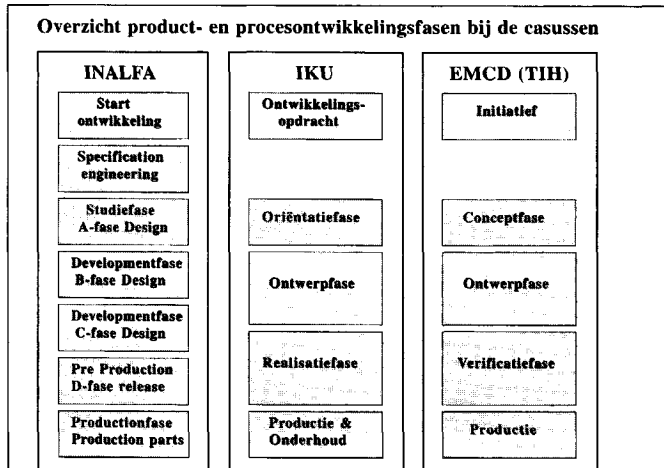 Overzicht product- en procesontwikkelingsfasen bij de casussen
INALFA
Start
ontwikkeling
Specification
engineering
Studiefase
A-fase Design
Developmentfase
B-fase Design
Developmentfase
C-fase Design
Pre Production
D-fase release
Productionfase
Production parts
IKU
Ontwikkelings-
opdracht
Oriëntatiefase
Ontwerpfase
Realisatiefase
Productie &
Onderhoud
EMCD (TIH)
Initiatief
Conceptfase
Ontwerpfase
Verificatiefase
Productie